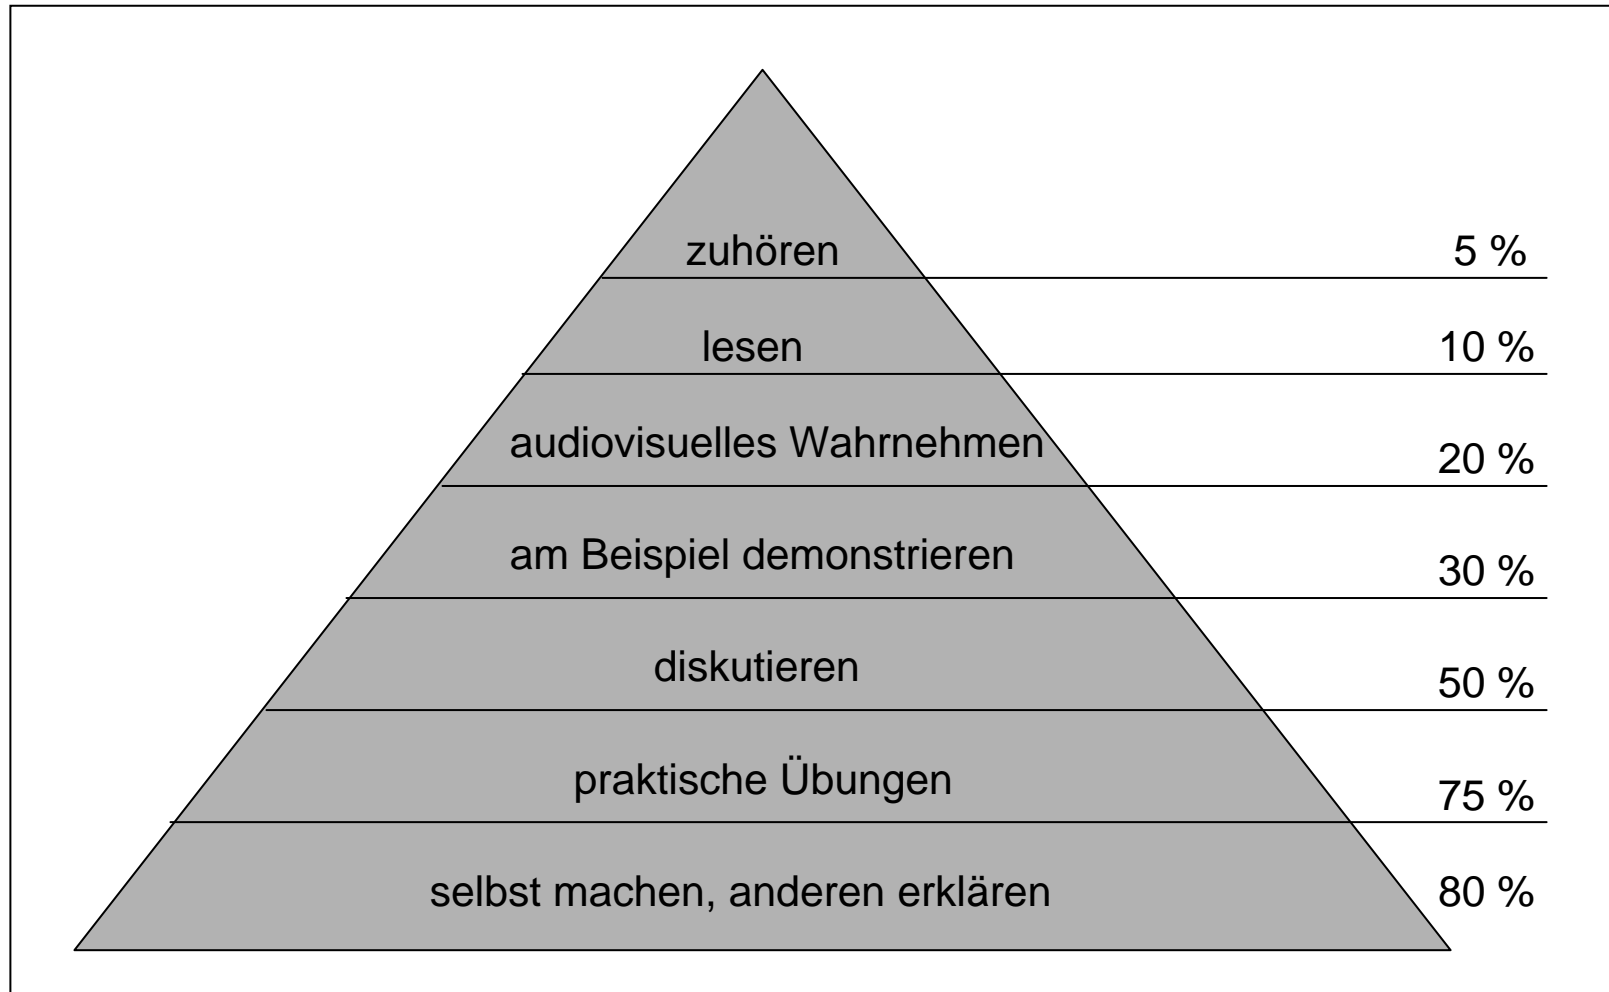 zuhören 5 %
lesen 10 %
audiovisuelles Wahrnehmen 20 %
am Beispiel demonstrieren 30 %
diskutieren 50 %
praktische Übungen 75 %
selbst machen, anderen erklären 80 %